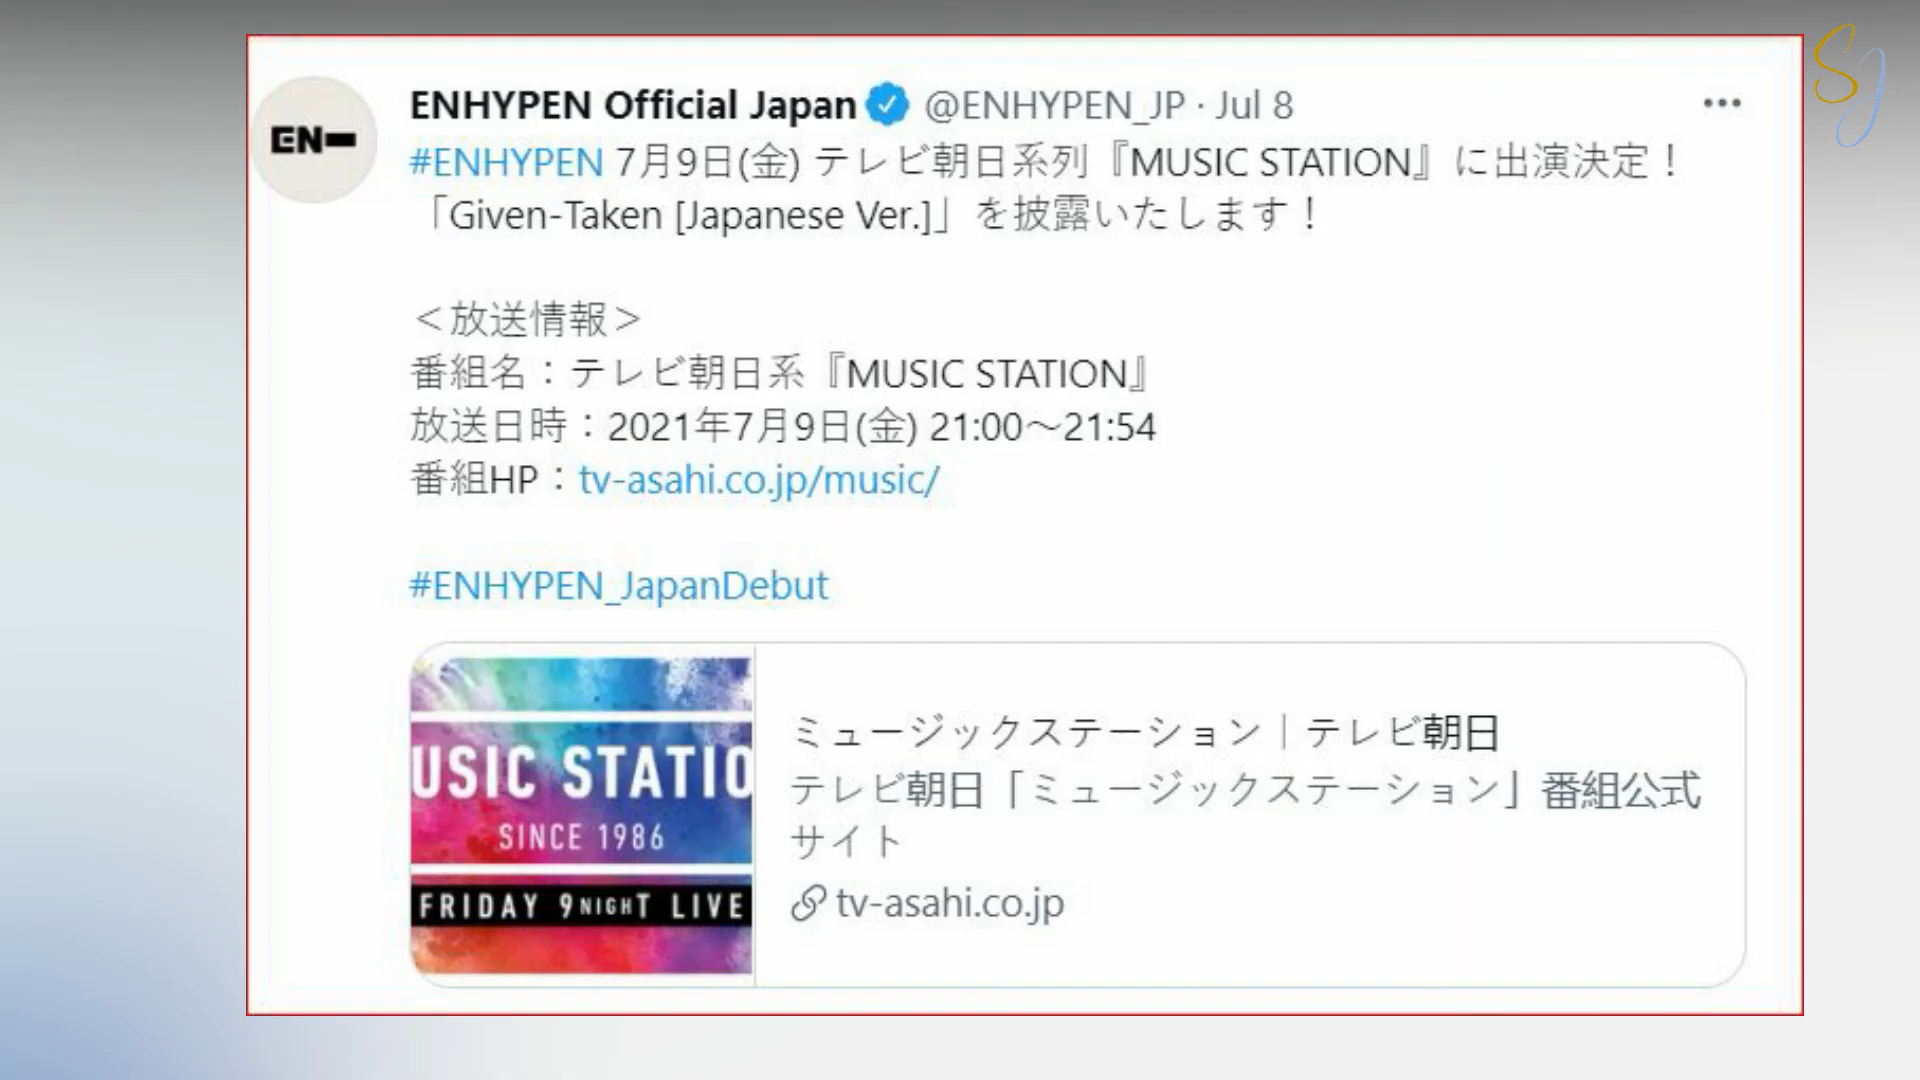 ENHYPEN Official Japan @ENHYPEN_JP · Jul 8
EN-
#ENHYPEN 7月9日(金) テレビ朝日系列『MUSIC STATION』に出演決定！
「Given-Taken [Japanese Ver.]」を披露いたします！
＜放送情報＞
番組名：テレビ朝日系『MUSIC STATION』
放送日時：2021年7月9日(金) 21:00～21:54
番組HP：tv-asahi.co.jp/music/
#ENHYPEN_JapanDebut
USIC STATIO
SINCE 1986
FRIDAY 9NIGHT LIVE
ミュージックステーション｜テレビ朝日
テレビ朝日「ミュージックステーション」番組公式
サイト
tv-asahi.co.jp
SJ